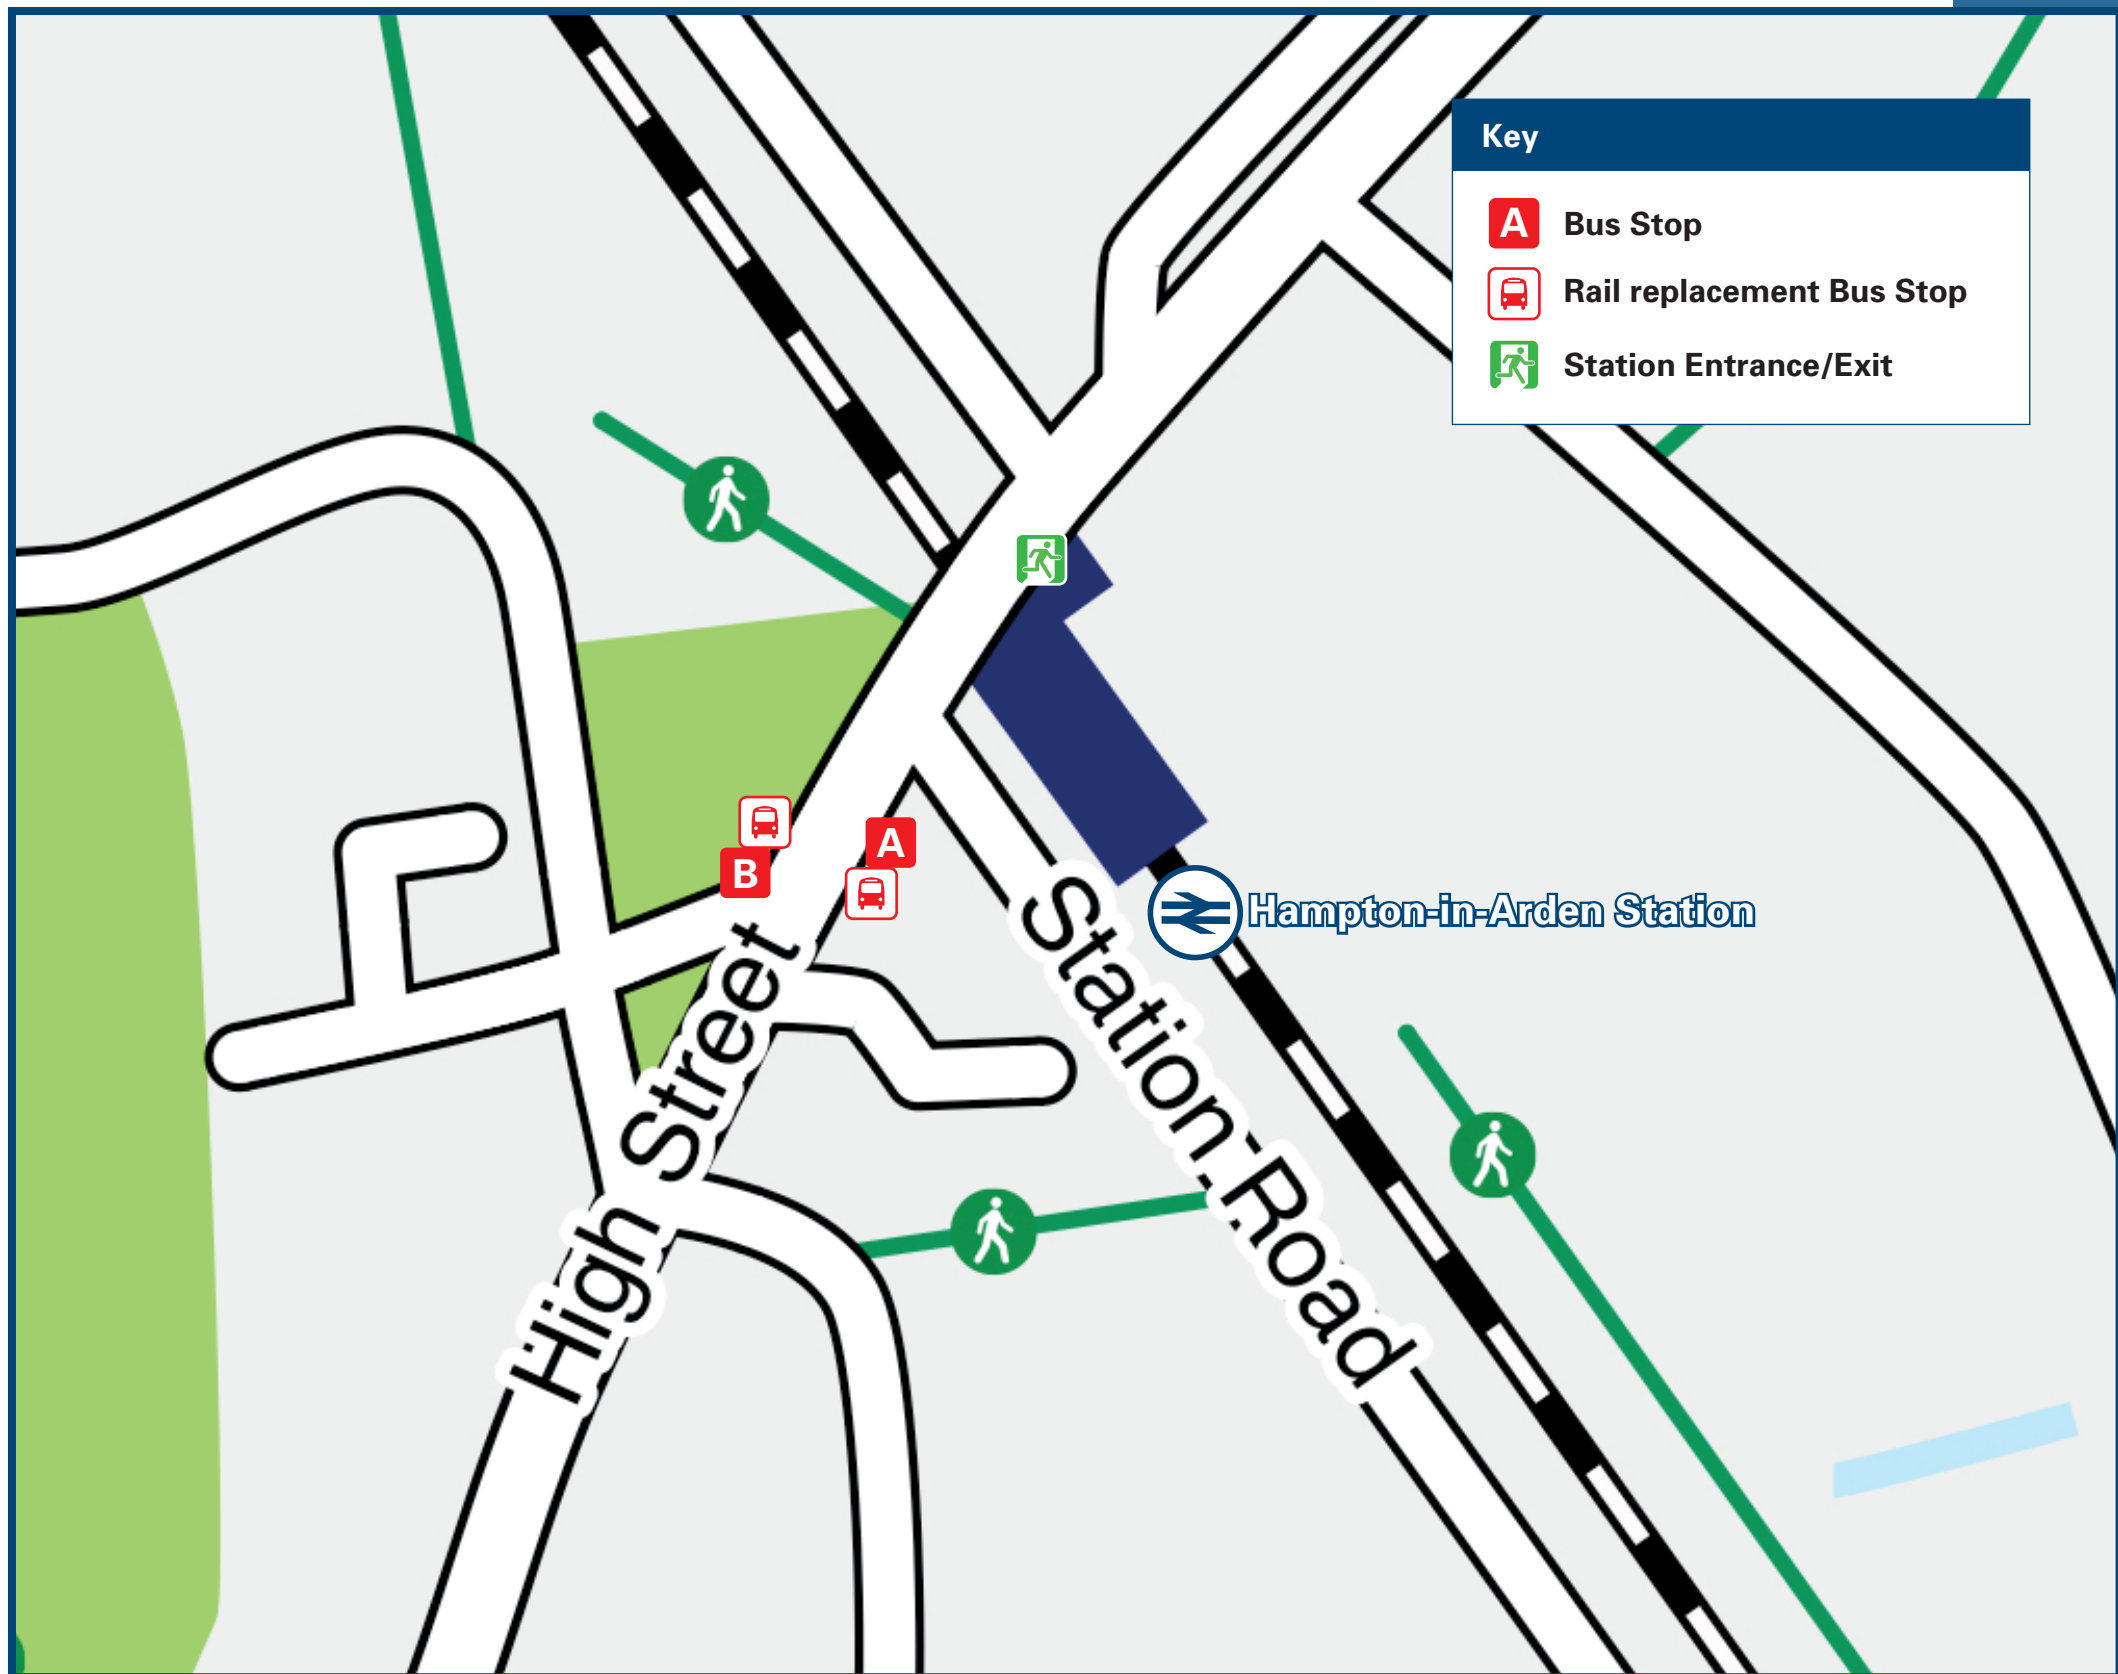 Key
A Bus Stop
Rail replacement Bus Stop
Station Entrance/Exit
A
B
Hampton-in-Arden Station
High Street
Station Road